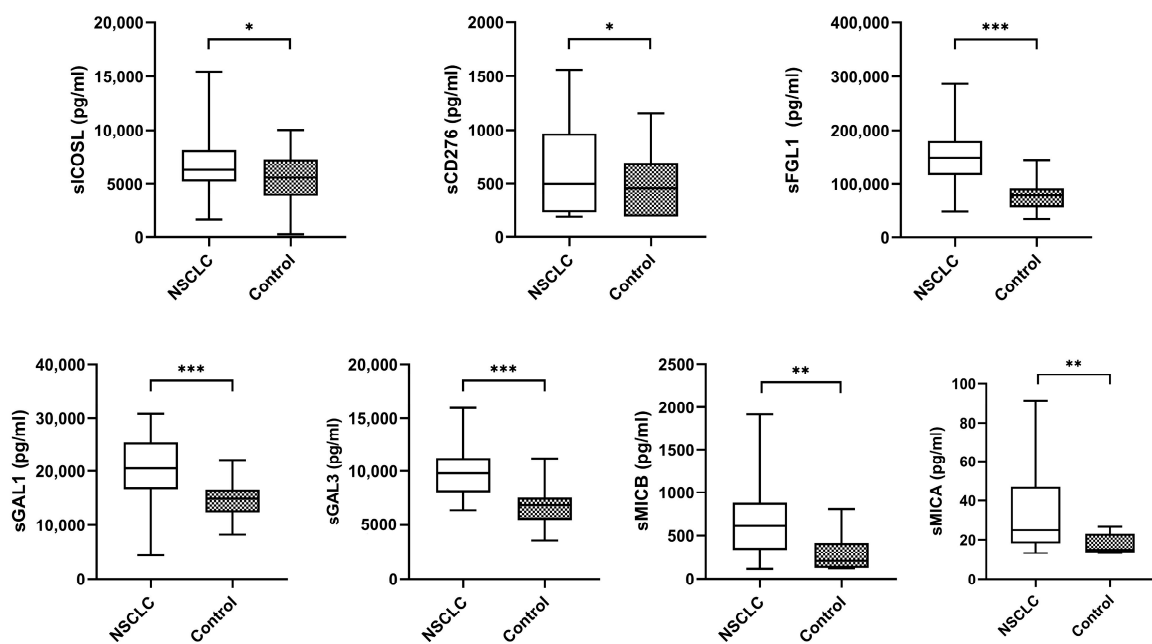 sICOSL (pg/ml)
20,000
15,000
10,000
5000
0
*
NSCLC
Control
sCD276 (pg/ml)
2000
1500
1000
500
0
*
NSCLC
Control
sFGL1 (pg/ml)
400,000
300,000
200,000
100,000
0
***
NSCLC
Control
sGAL1 (pg/ml)
40,000
30,000
20,000
10,000
0
***
NSCLC
Control
sGAL3 (pg/ml)
20,000
15,000
10,000
5000
0
***
NSCLC
Control
sMICB (pg/ml)
2500
2000
1500
1000
500
0
**
NSCLC
Control
sMICA (pg/ml)
100
80
60
40
20
0
**
NSCLC
Control